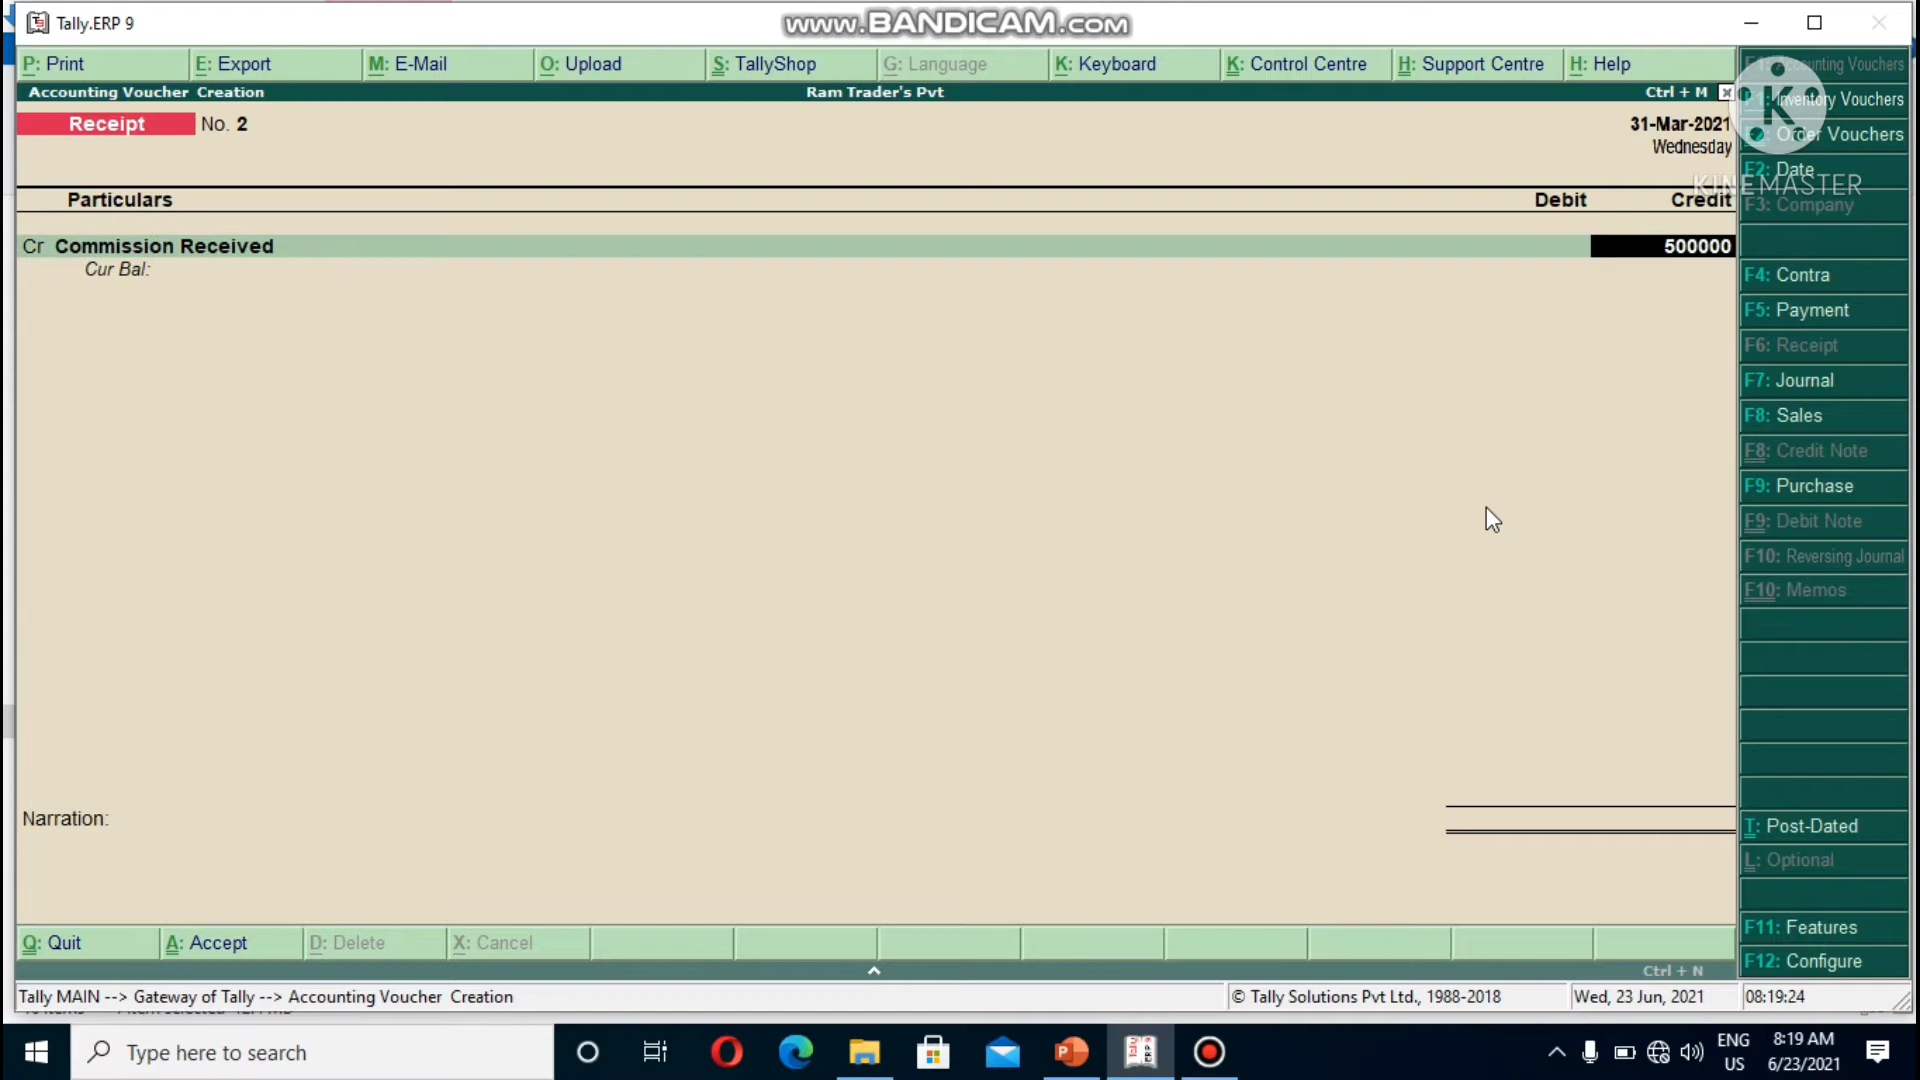 Tally.ERP 9
www.BANDICAM.com
P: Print E: Export M: E-Mail O: Upload S: TallyShop G: Language K: Keyboard K: Control Centre H: Support Centre H: Help
Accounting Voucher Creation Ram Trader's Pvt Ctrl + M
Receipt No. 2 31-Mar-2021
Wednesday
Particulars Debit Credit
Cr Commission Received 500000
Cur Bal:
Narration:
F1: Accounting Vouchers
F1: Inventory Vouchers
Order Vouchers
K
F2: Date
KINEMASTER
F3: Company
F4: Contra
F5: Payment
F6: Receipt
F7: Journal
F8: Sales
F8: Credit Note
F9: Purchase
F9: Debit Note
F10: Reversing Journal
F10: Memos
T: Post-Dated
L: Optional
F11: Features
F12: Configure
Q: Quit A: Accept D: Delete X: Cancel
Ctrl + N
Tally MAIN --> Gateway of Tally --> Accounting Voucher Creation © Tally Solutions Pvt Ltd., 1988-2018 Wed, 23 Jun, 2021 08:19:24
Type here to search
ENG
US
8:19 AM
6/23/2021